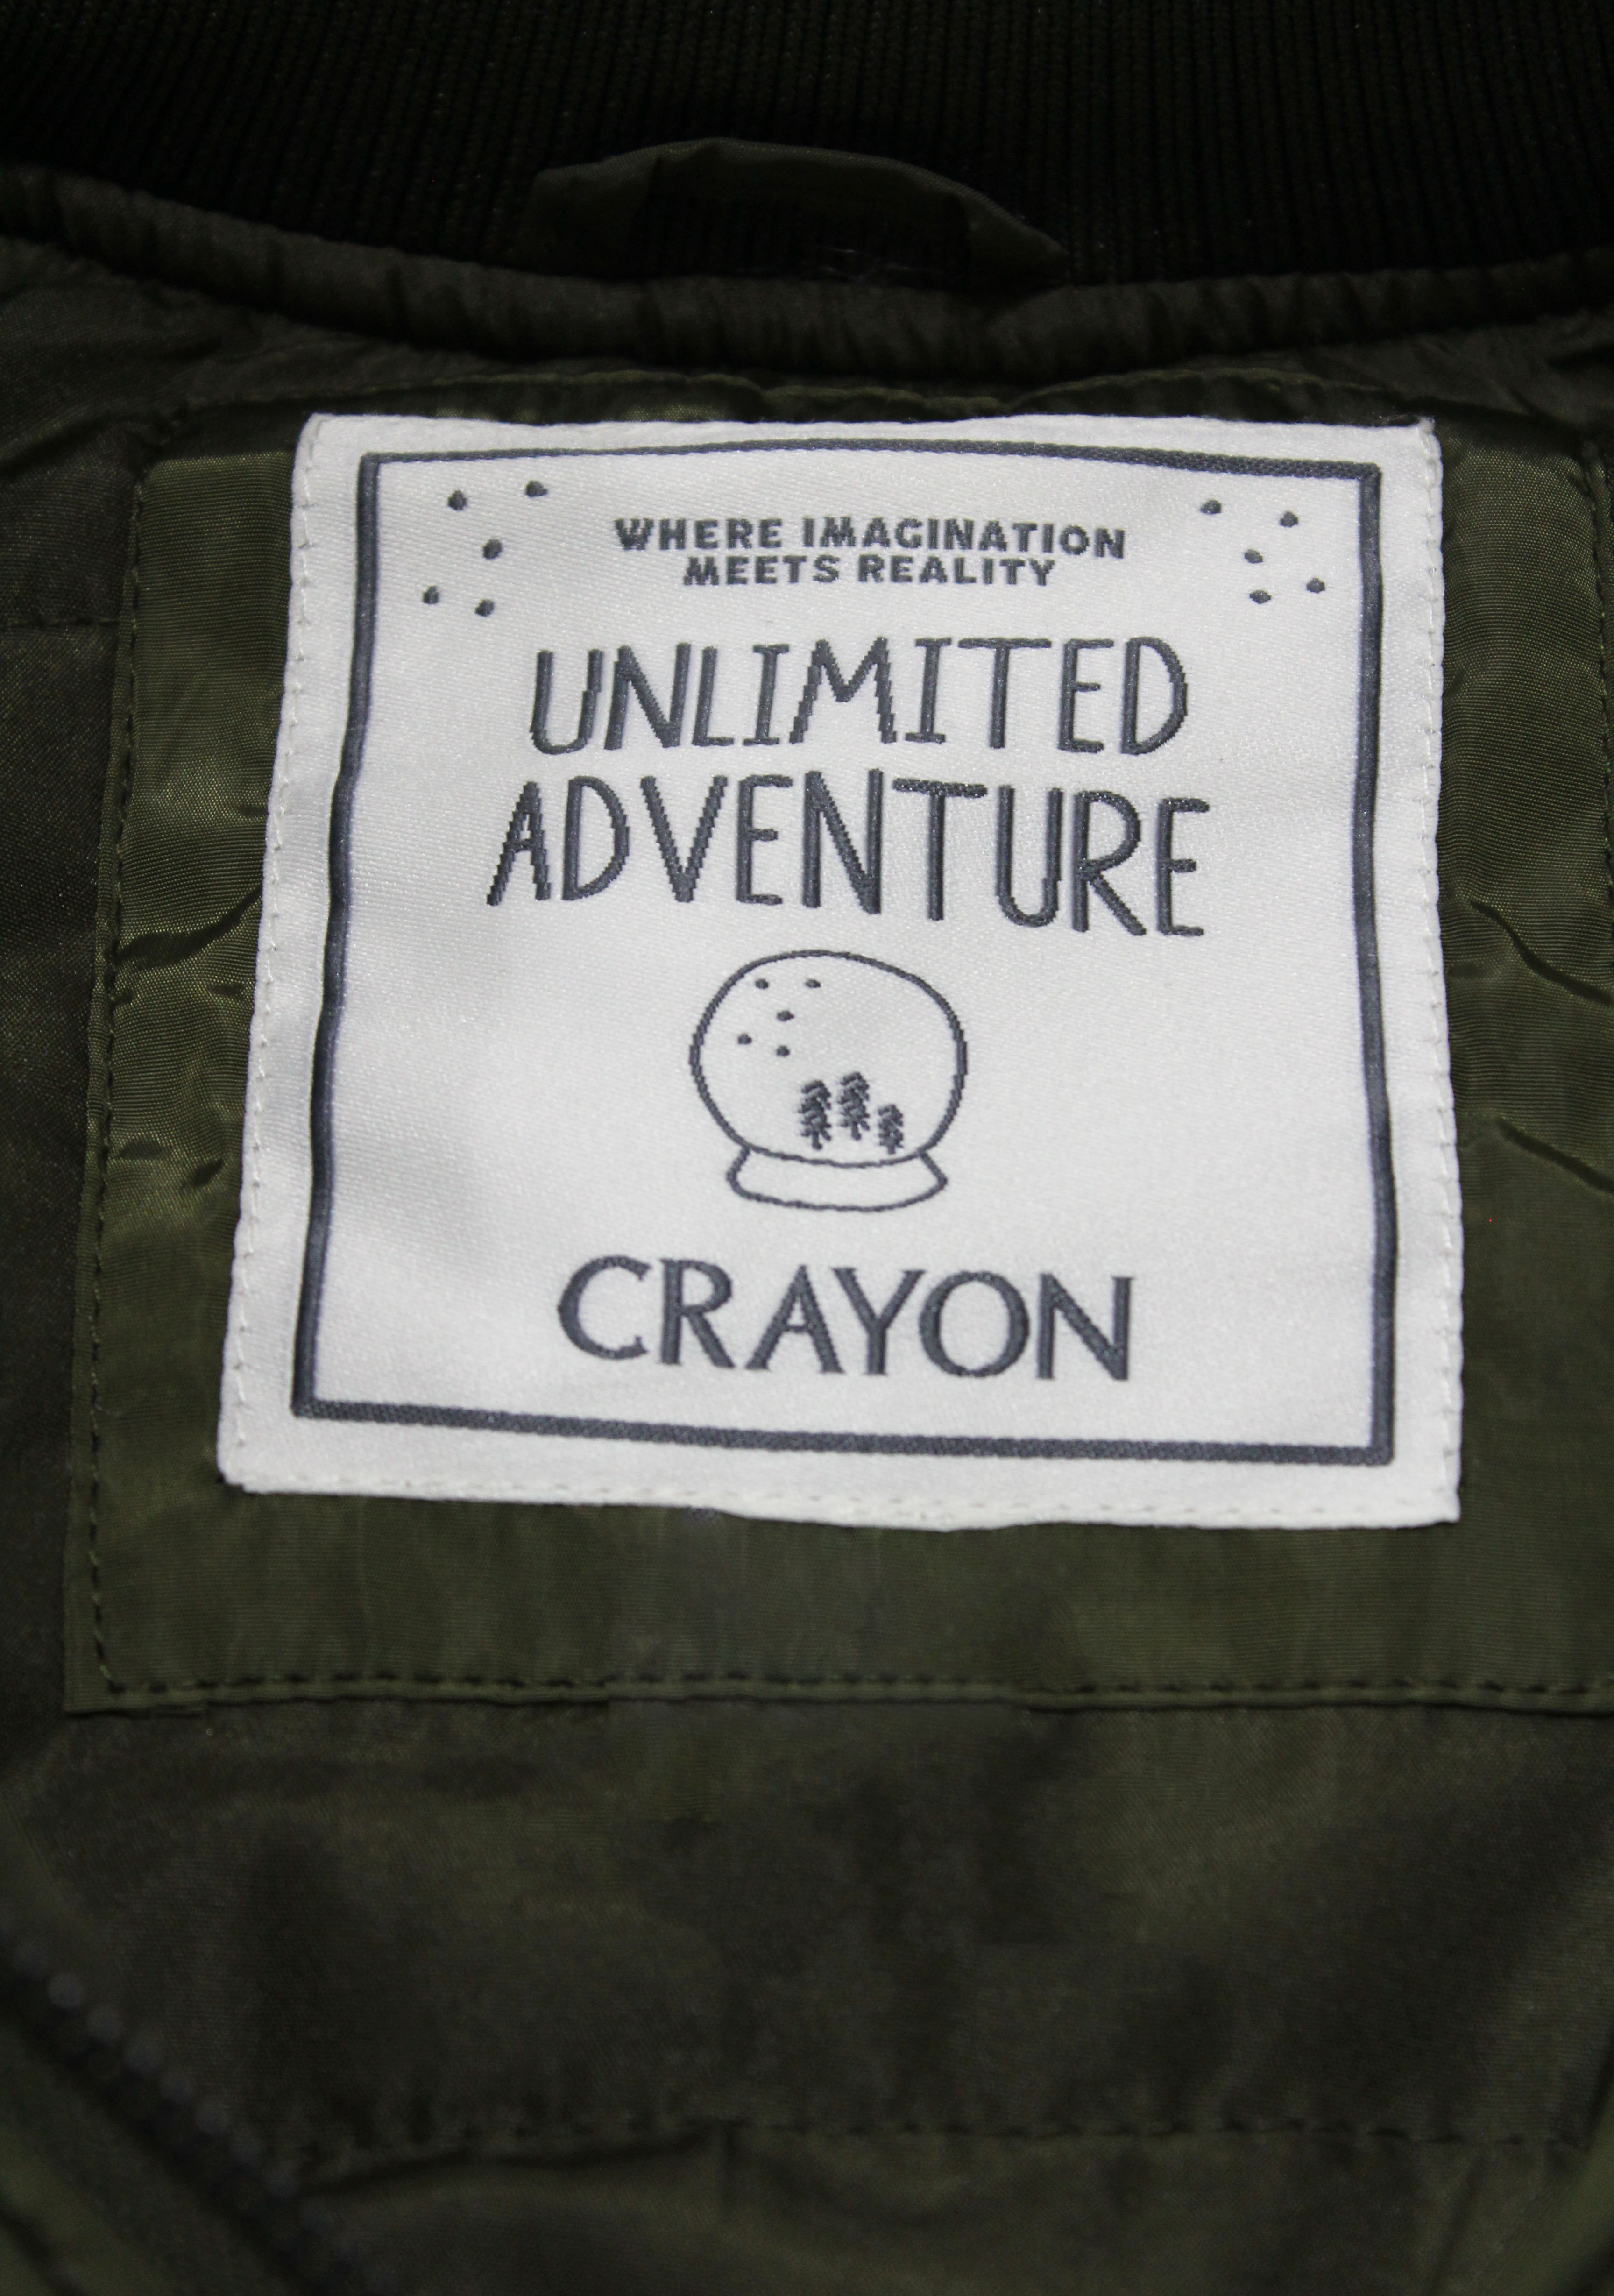 WHERE IMAGINATION
MEETS REALITY
UNLIMITED
ADVENTURE
CRAYON